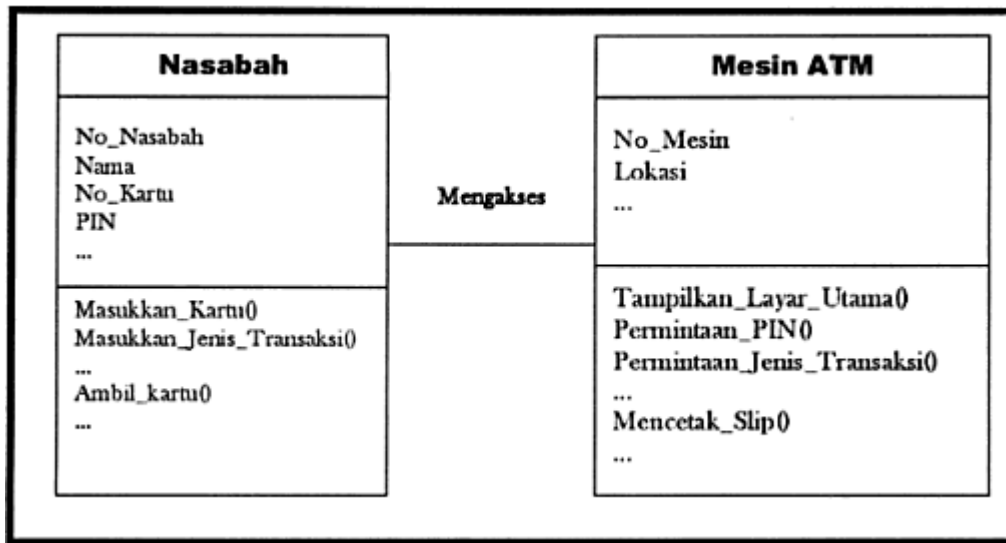 Nasabah
No_Nasabah
Nama
No_Kartu
PIN
...
Masukkan_Kartu()
Masukkan_Jenis_Transaksi()
...
Ambil_kartu()
...
Mengakses
Mesin ATM
No_Mesin
Lokasi
...
Tampilkan_Layar_Utama()
Permintaan_PIN()
Permintaan_Jenis_Transaksi()
...
Mencetak_Slip()
...